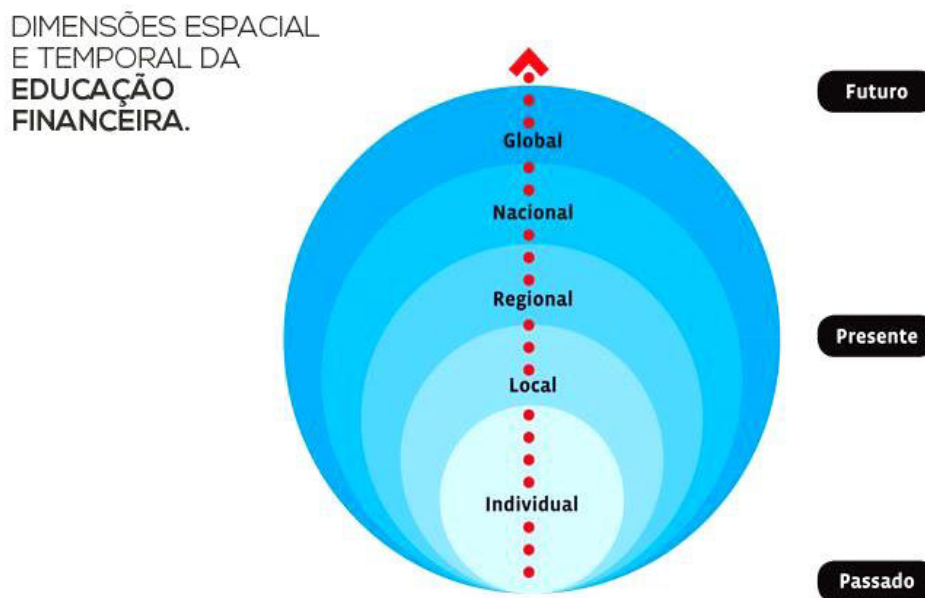 DIMENSÕES ESPACIAL
E TEMPORAL DA
EDUCAÇÃO
FINANCEIRA.
Futuro
Global
Nacional
Regional
Presente
Local
Individual
Passado